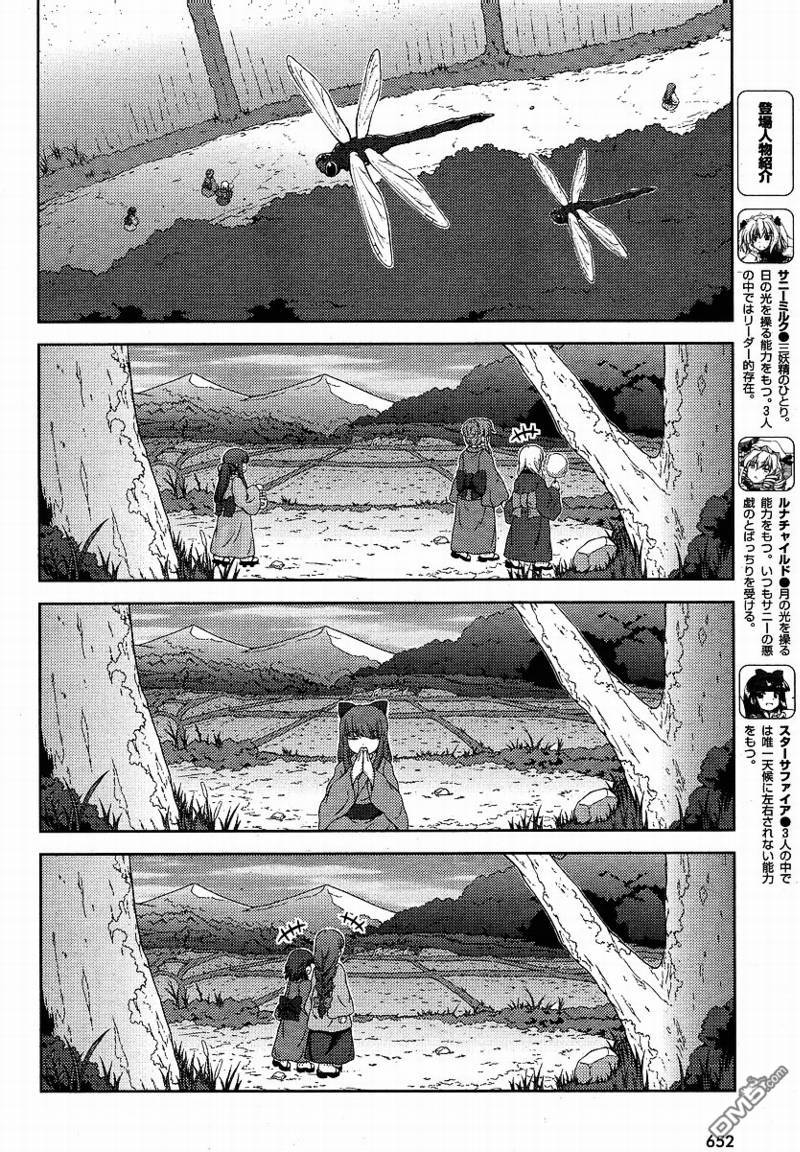 登場人物紹介
サニーミルク●三妖精のひとり。
日の光を操る能力をもつ。3人
の中ではリーダー的存在。
ルナチャイルド●月の光を操る
能力をもつ。いつもサニーの悪
戯のとばっちりを受ける。
スターサファイア●3人の中で
は唯一天候に左右されない能力
をもつ。
652